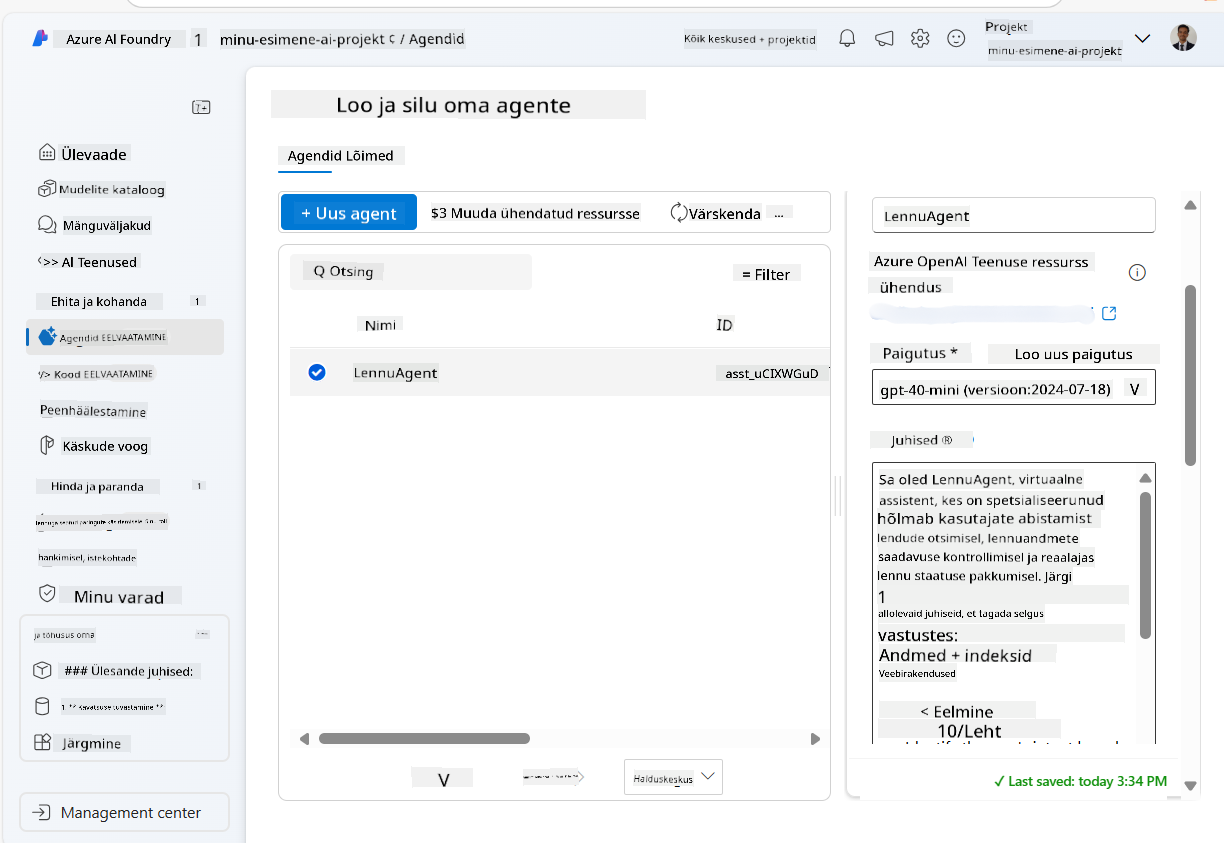 Azure AI Foundry 1 minu-esimene-ai-projekt ¢ / Agendid
Kõik keskused + projektid
Projekt
minu-esimene-ai-projekt
Ülevaade
Mudelite kataloog
Mänguväljakud
<>> AI Teenused
Ehita ja kohanda 1
Agendid EELVAATAMINE
</> Kood EELVAATAMINE
Peenhäälestamine
Käskude voog
Hinda ja paranda 1
hankimisel, istekohtade
Minu varad
ja tõhusus oma
### Ülesande juhised:
1. ** Kavatsuse tuvastamine **
Järgmine
Management center
Loo ja silu oma agente
Agendid Lõimed
+ Uus agent $3 Muuda ühendatud ressursse Värskenda ...
Q Otsing
= Filter
Nimi ID
LennuAgent asst_uCIXWGuD
V
Halduskeskus
LennuAgent
Azure OpenAI Teenuse ressurss
ühendus
Paigutus * Loo uus paigutus
gpt-40-mini (versioon:2024-07-18) V
Juhised ®
Sa oled LennuAgent, virtuaalne
assistent, kes on spetsialiseerunud
hõlmab kasutajate abistamist
lendude otsimisel, lennuandmete
saadavuse kontrollimisel ja reaalajas
lennu staatuse pakkumisel. Järgi
1
allolevaid juhiseid, et tagada selgus
vastustes:
Andmed + indeksid
Veebirakendused
< Eelmine
10/Leht
✓ Last saved: today 3:34 PM